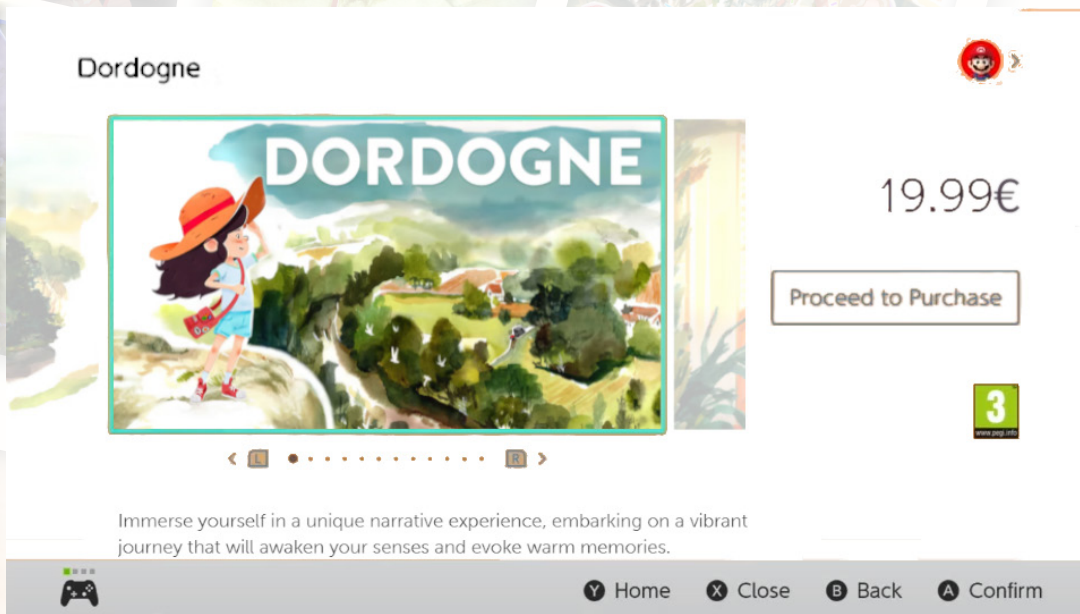 Dordogne
DORDOGNE
19.99€
Proceed to Purchase
3
www.pegi.info
L
R
Immerse yourself in a unique narrative experience, embarking on a vibrant
journey that will awaken your senses and evoke warm memories.
Y Home X Close B Back A Confirm